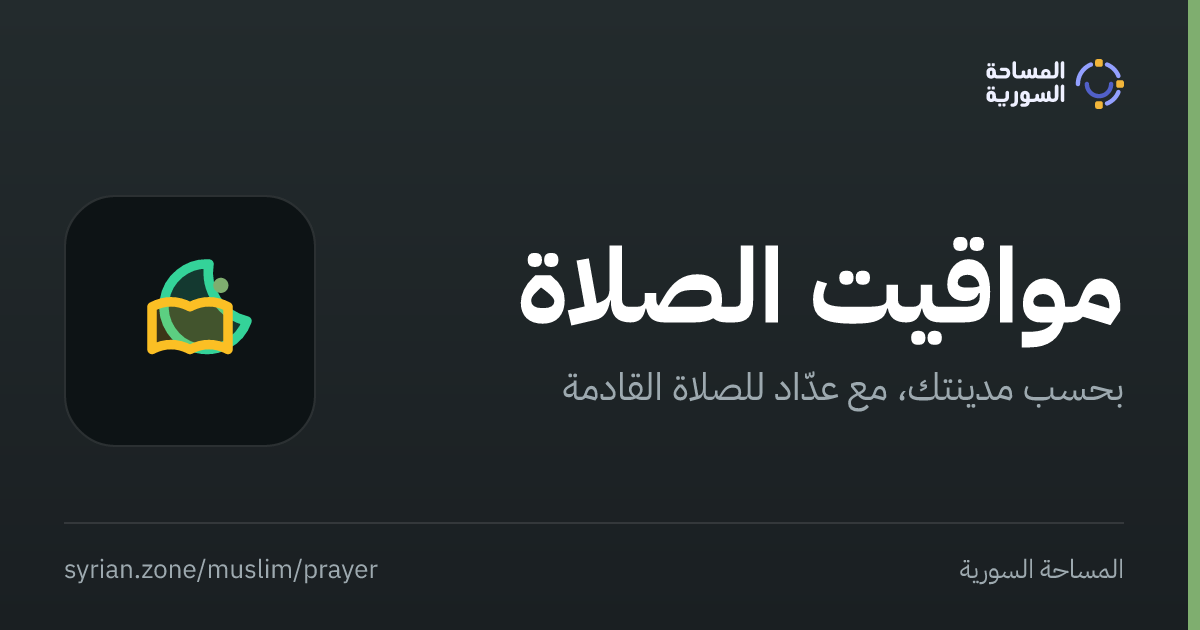 المساحة
السورية
مواقيت الصلاة
بحسب مدينتك، مع عدّاد للصلاة القادمة
المساحة السورية
syrian.zone/muslim/prayer